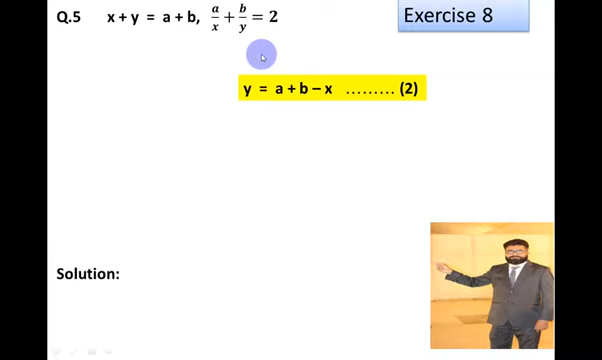 Q.5 x + y = a + b, a/x + b/y = 2
Exercise 8
y = a + b – x ……… (2)
Solution: